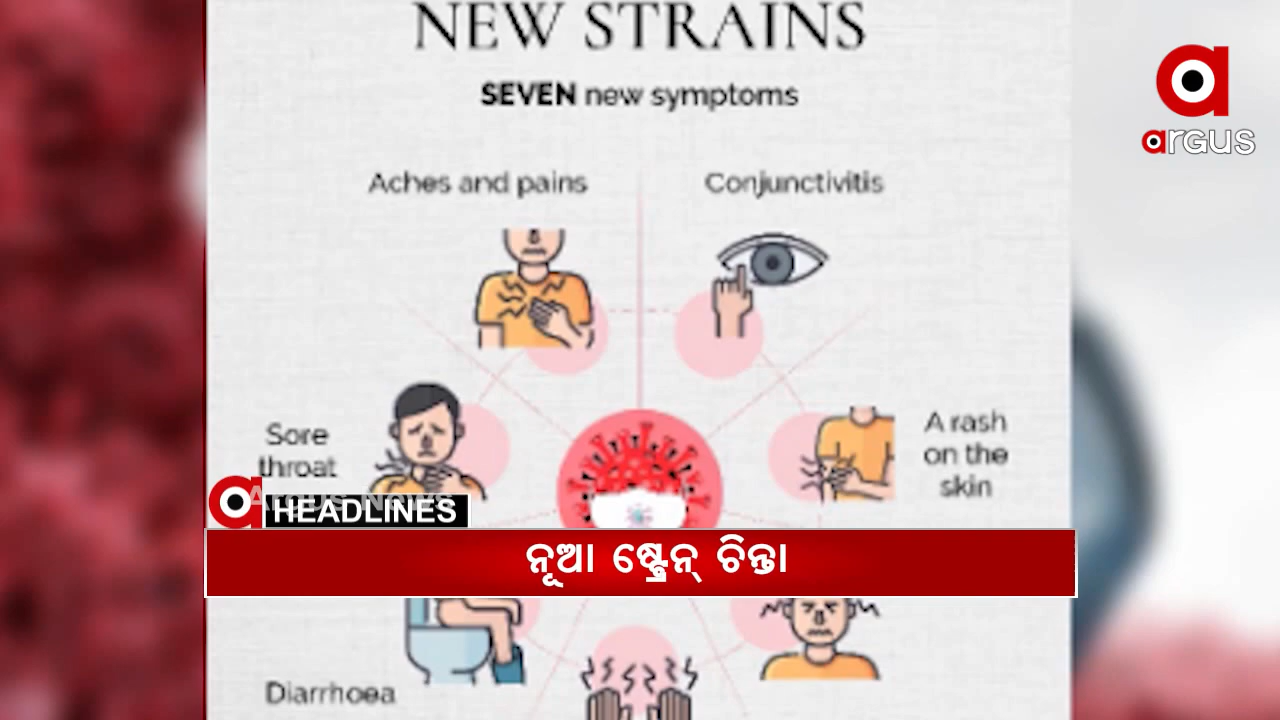 NEW STRAINS
SEVEN new symptoms
Aches and pains
Conjunctivitis
argus
Sore
throat
A rash
on the
skin
HEADLINES
ନୂଆ ଷ୍ଟ୍ରେନ୍ ଚିନ୍ତା
Diarrhoea